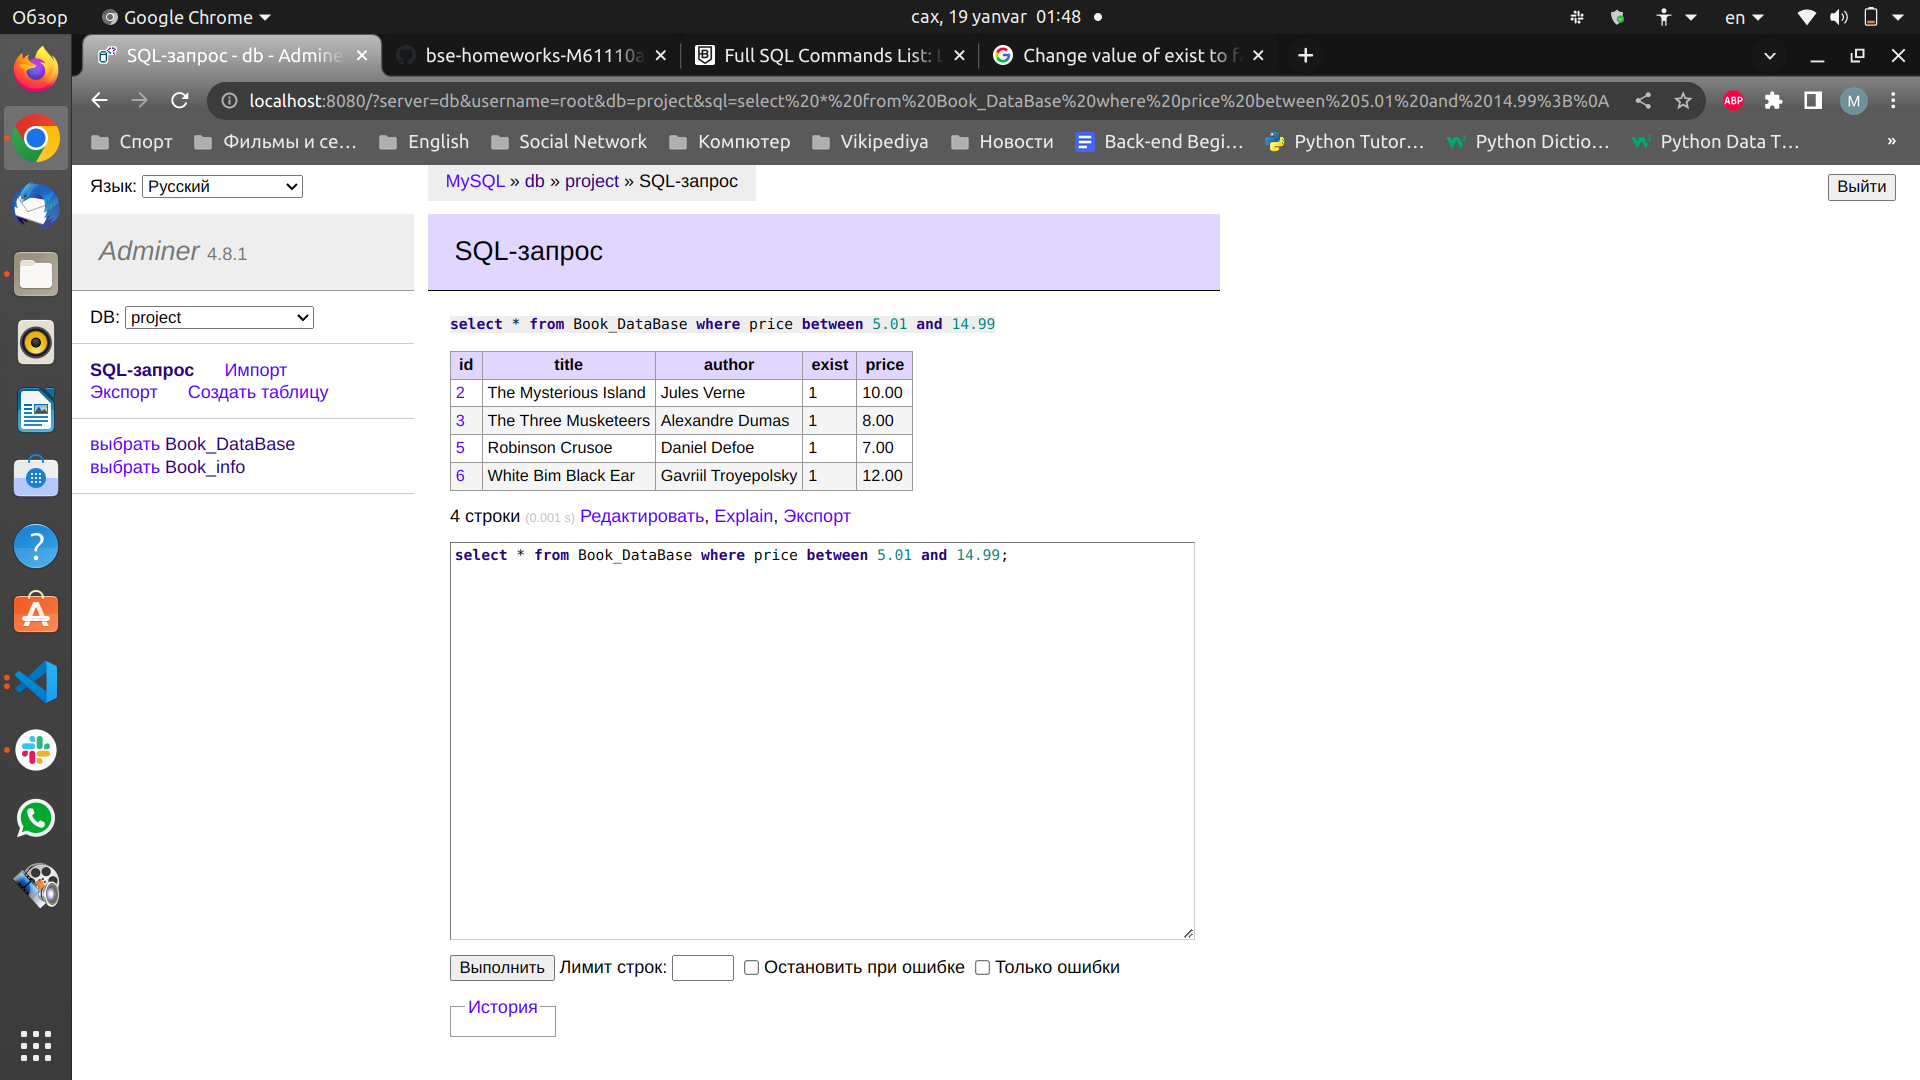 Обзор
Google Chrome
сах, 19 yanvar 01:48
en
SQL-запрос - db - Admine
bse-homeworks-M61110a
Full SQL Commands List: L
Change value of exist to f
localhost:8080/?server=db&username=root&db=project&sql=select%20*%20from%20Book_DataBase%20where%20price%20between%205.01%20and%2014.99%3B%0A
ABP
M
Спорт
Фильмы и се…
English
Social Network
Компютер
Vikipediya
Новости
Back-end Begi…
Python Tutor…
Python Dictio…
Python Data T…
»
Язык: Русский
MySQL » db » project » SQL-запрос
Выйти
Adminer 4.8.1
SQL-запрос
DB: project
SQL-запрос Импорт
Экспорт Создать таблицу
выбрать Book_DataBase
выбрать Book_info
select * from Book_DataBase where price between 5.01 and 14.99
id title author exist price
2 The Mysterious Island Jules Verne 1 10.00
3 The Three Musketeers Alexandre Dumas 1 8.00
5 Robinson Crusoe Daniel Defoe 1 7.00
6 White Bim Black Ear Gavriil Troyepolsky 1 12.00
4 строки (0.001 s) Редактировать, Explain, Экспорт
select * from Book_DataBase where price between 5.01 and 14.99;
Выполнить Лимит строк: Остановить при ошибке Только ошибки
История